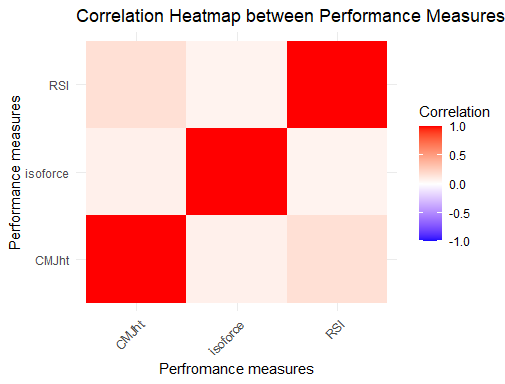 Correlation Heatmap between Performance Measures
Performance measures
RSI
isoforce
CMJht
CMJht
isoforce
RSI
Perfromance measures
Correlation
1.0
0.5
0.0
-0.5
-1.0